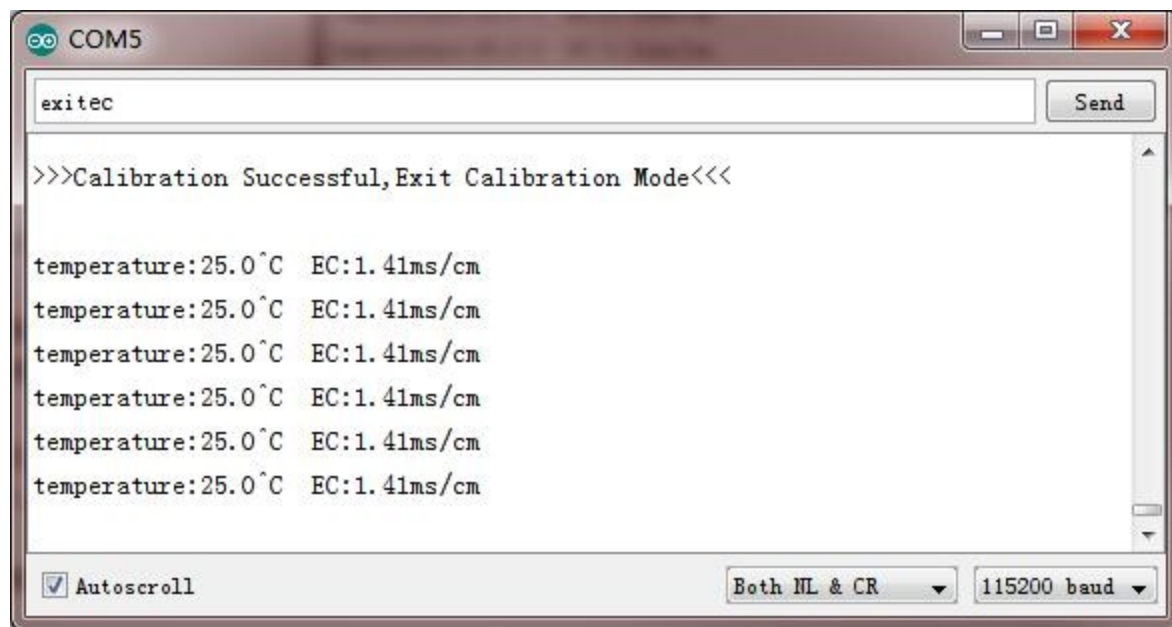 COM5
exitec
Send
>>>Calibration Successful,Exit Calibration Mode<<<
temperature:25.0^C  EC:1.41ms/cm
temperature:25.0^C  EC:1.41ms/cm
temperature:25.0^C  EC:1.41ms/cm
temperature:25.0^C  EC:1.41ms/cm
temperature:25.0^C  EC:1.41ms/cm
temperature:25.0^C  EC:1.41ms/cm
Autoscroll
Both NL & CR
115200 baud